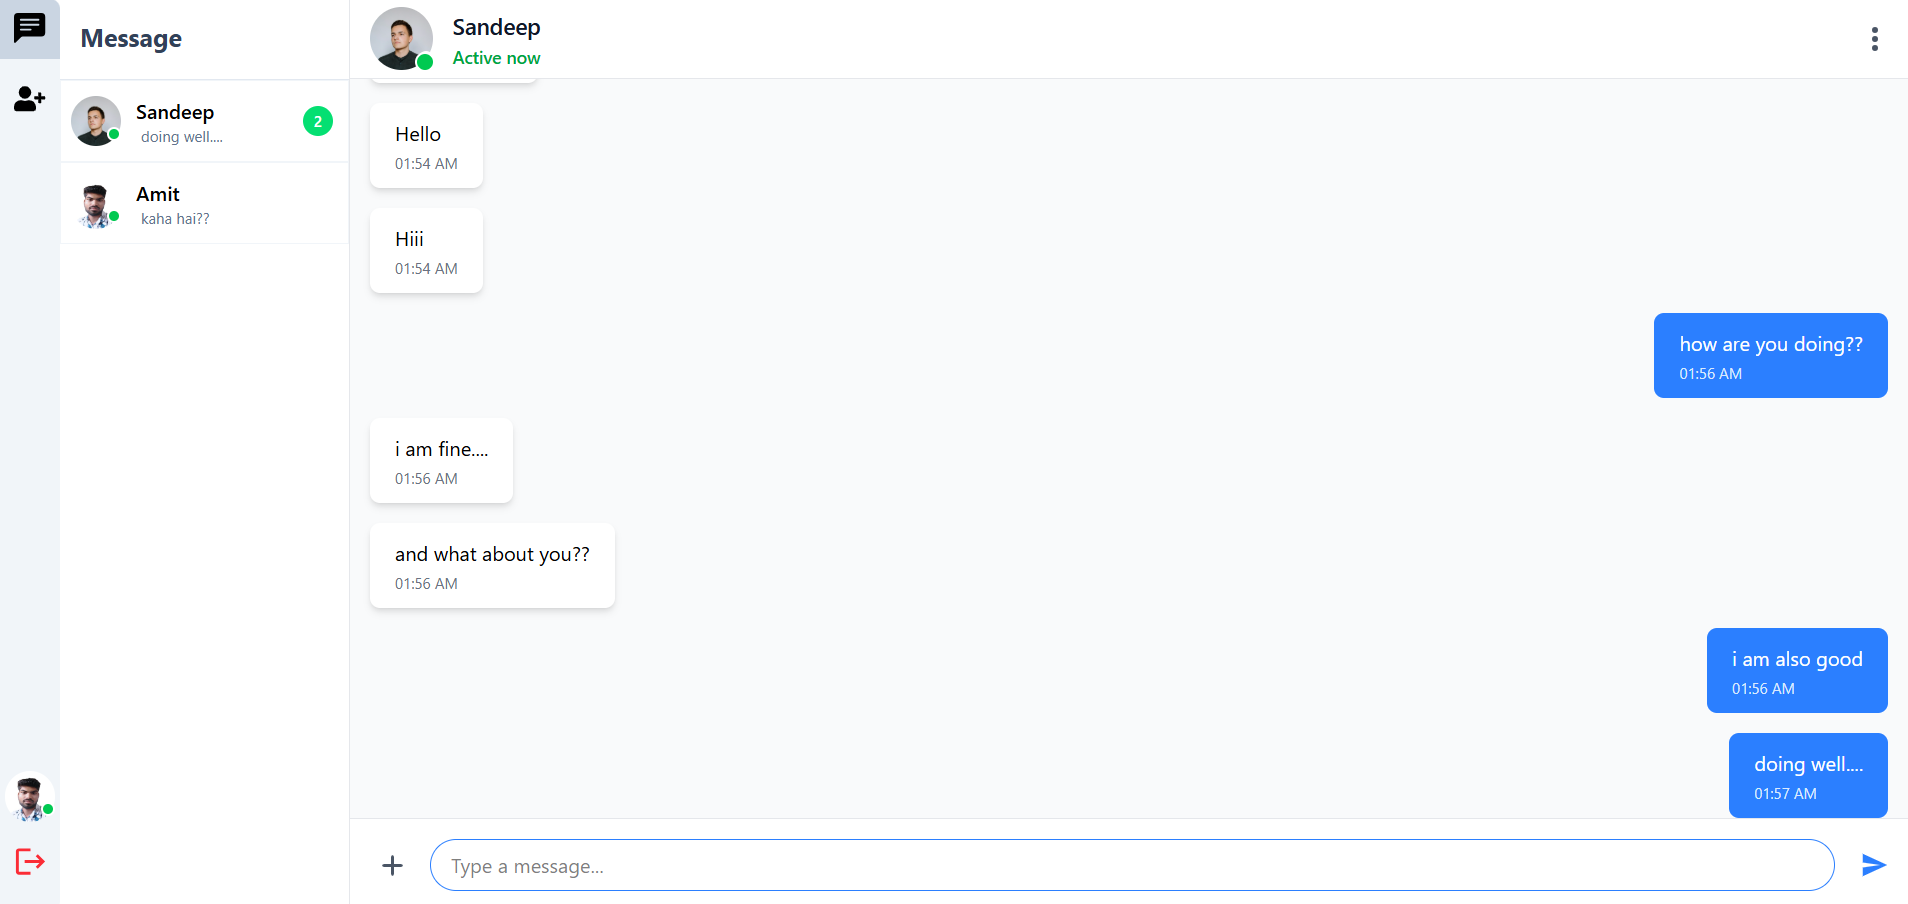 Message
Sandeep
doing well....
2
Amit
kaha hai??
Sandeep
Active now
Hello
01:54 AM
Hiii
01:54 AM
how are you doing??
01:56 AM
i am fine....
01:56 AM
and what about you??
01:56 AM
i am also good
01:56 AM
doing well....
01:57 AM
Type a message...